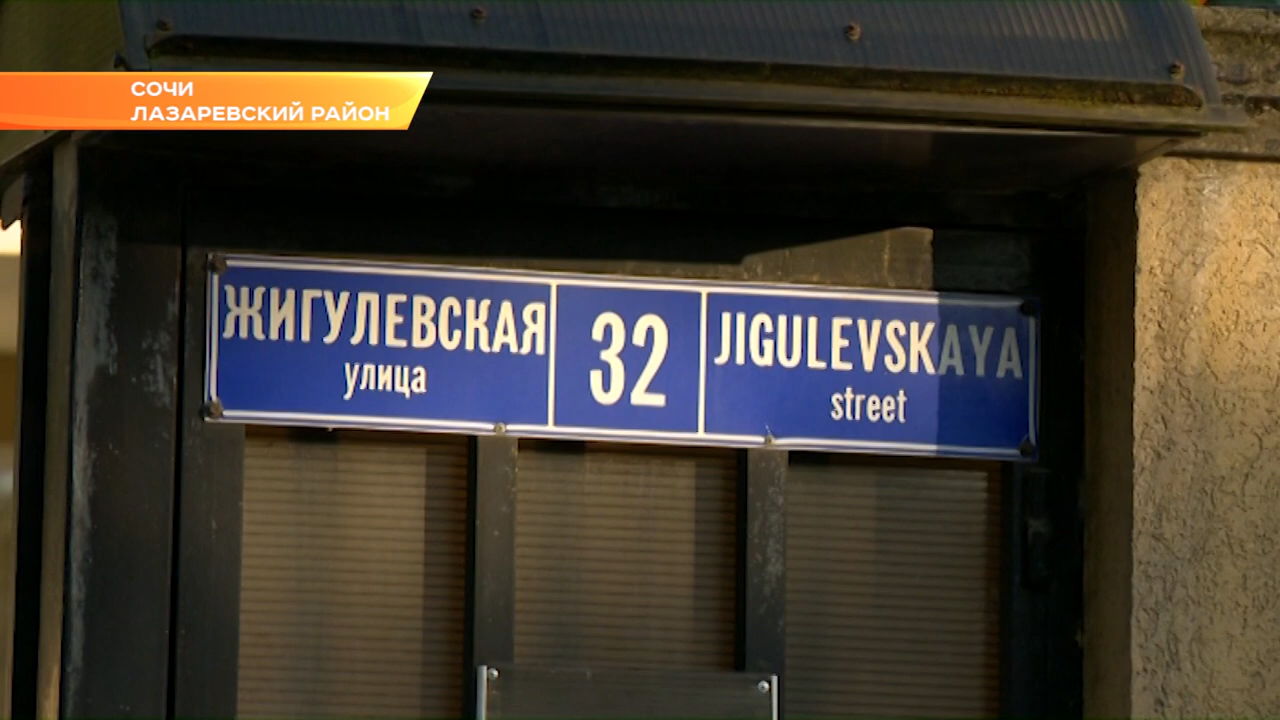 СОЧИ
ЛАЗАРЕВСКИЙ РАЙОН
ЖИГУЛЕВСКАЯ
улица
32
JIGULEVSKAYA
street